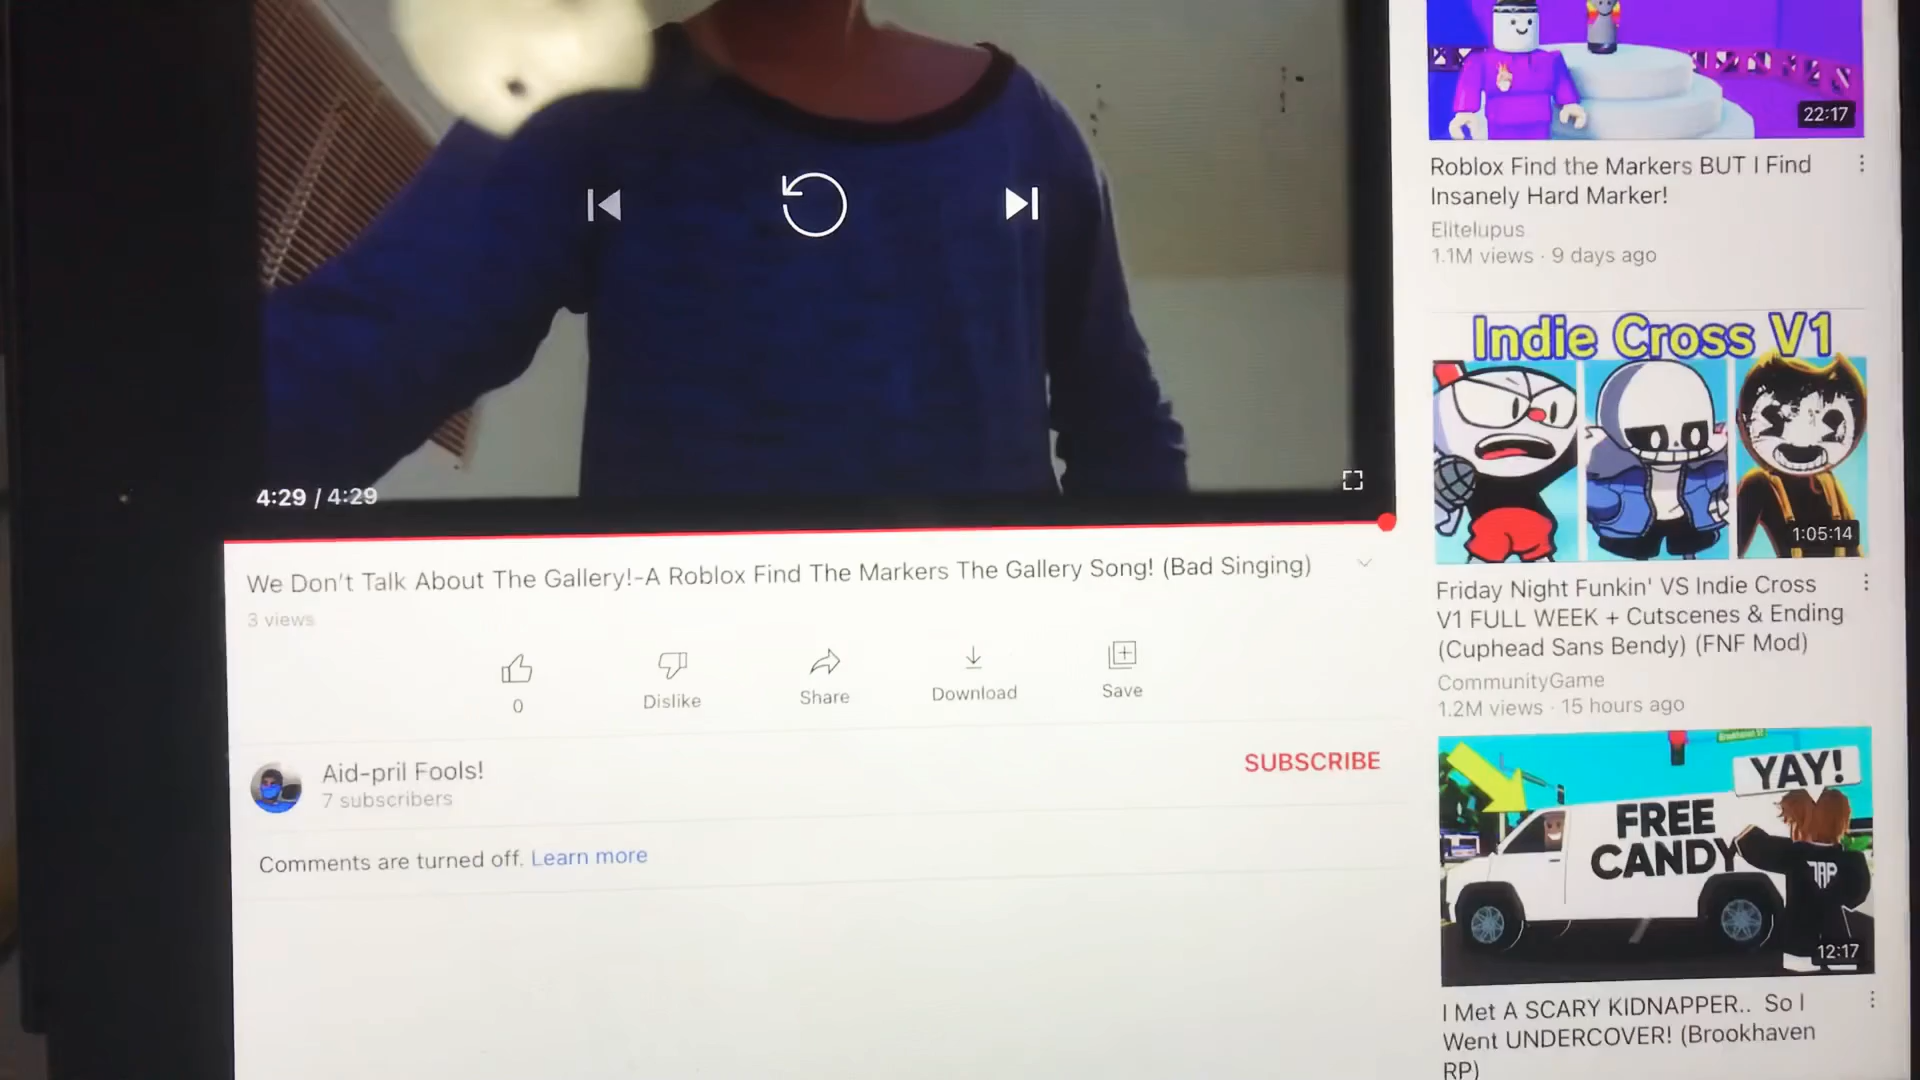 4:29 / 4:29
We Don't Talk About The Gallery!-A Roblox Find The Markers The Gallery Song! (Bad Singing)
3 views
0
Dislike
Share
Download
Save
Aid-pril Fools!
7 subscribers
SUBSCRIBE
Comments are turned off. Learn more
22:17
Roblox Find the Markers BUT I Find
Insanely Hard Marker!
Elitelupus
1.1M views · 9 days ago
Indie Cross V1
1:05:14
Friday Night Funkin' VS Indie Cross
V1 FULL WEEK + Cutscenes & Ending
(Cuphead Sans Bendy) (FNF Mod)
CommunityGame
1.2M views · 15 hours ago
YAY!
FREE
CANDY
12:17
I Met A SCARY KIDNAPPER.. So I
Went UNDERCOVER! (Brookhaven
RP)